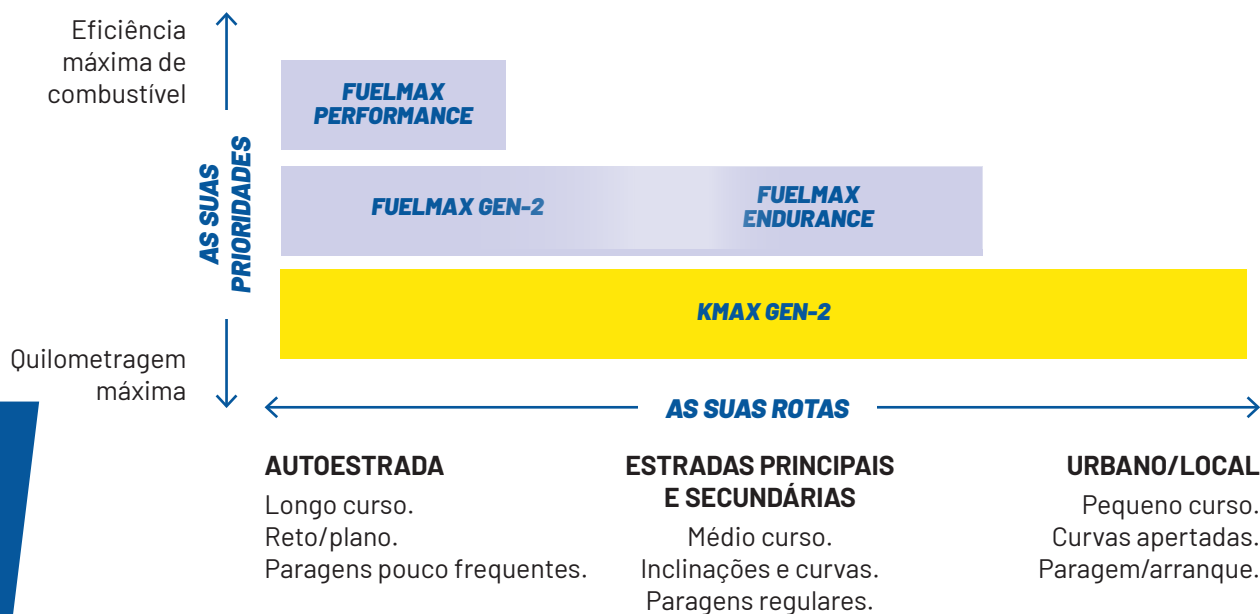 Eficiência
máxima de
combustível
AS SUAS
PRIORIDADES
Quilometragem
máxima
FUELMAX
PERFORMANCE
FUELMAX GEN-2
FUELMAX
ENDURANCE
KMAX GEN-2
AS SUAS ROTAS
AUTOESTRADA
Longo curso.
Reto/plano.
Paragens pouco frequentes.
ESTRADAS PRINCIPAIS
E SECUNDÁRIAS
Médio curso.
Inclinações e curvas.
Paragens regulares.
URBANO/LOCAL
Pequeno curso.
Curvas apertadas.
Paragem/arranque.